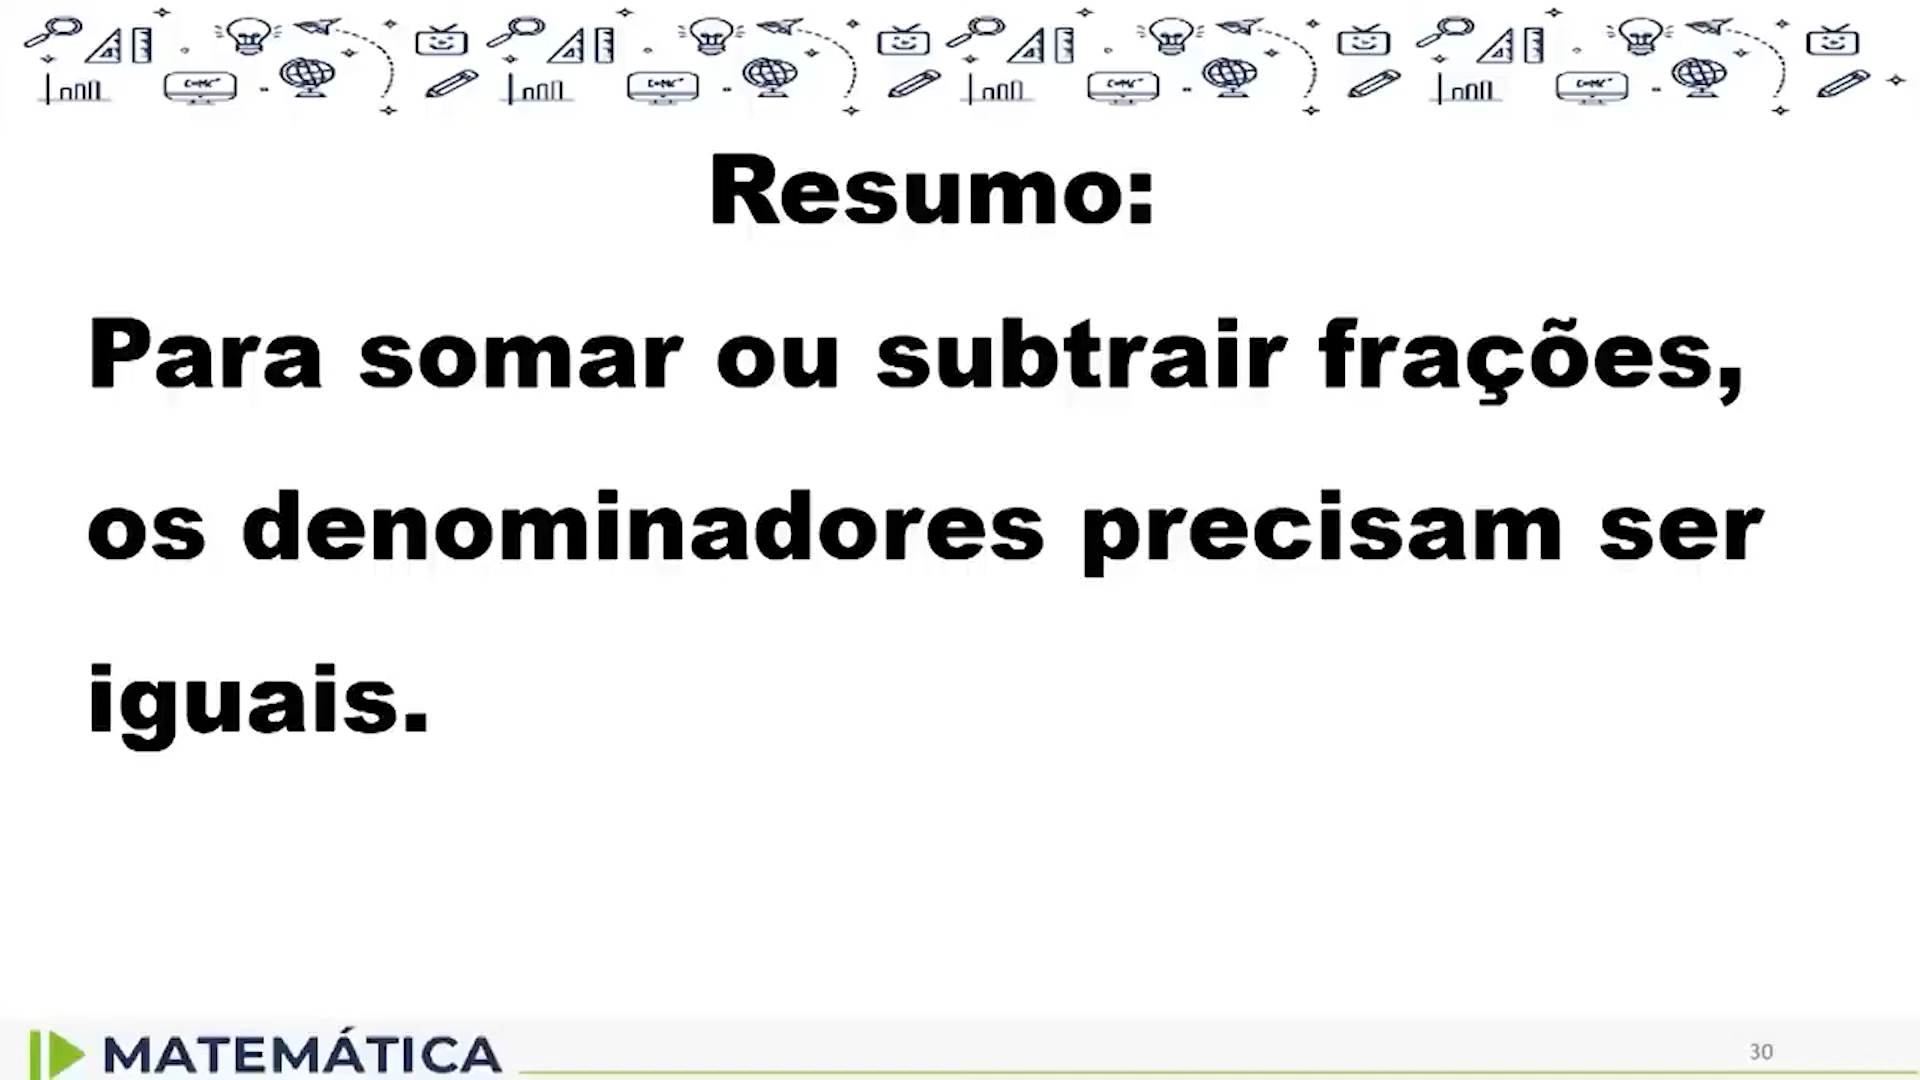 Resumo:
Para somar ou subtrair frações,
os denominadores precisam ser
iguais.
MATEMÁTICA
30